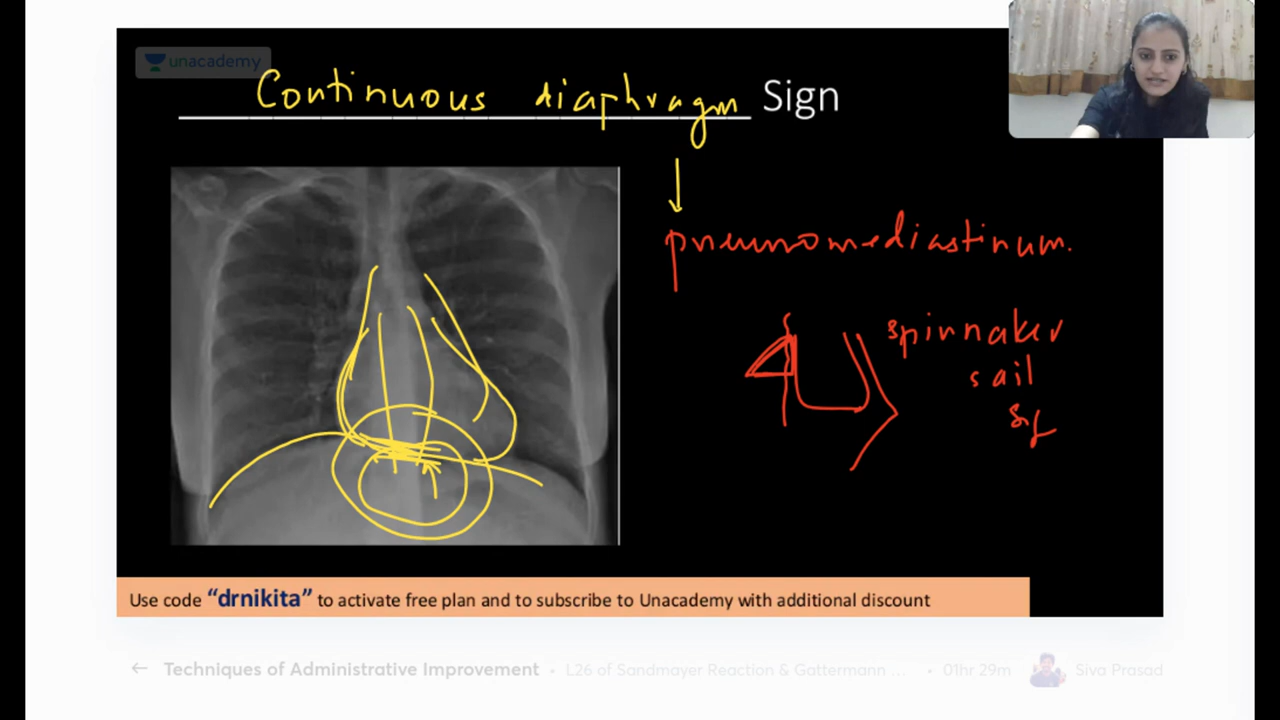 unacademy
Continuous diaphragm Sign
pneumomediastinum.
spinnaker
sail
Use code “drnikita” to activate free plan and to subscribe to Unacademy with additional discount
← Techniques of Administrative Improvement • L26 of Sandmayer Reaction & Gattermann ... • 01hr 29m Siva Prasad